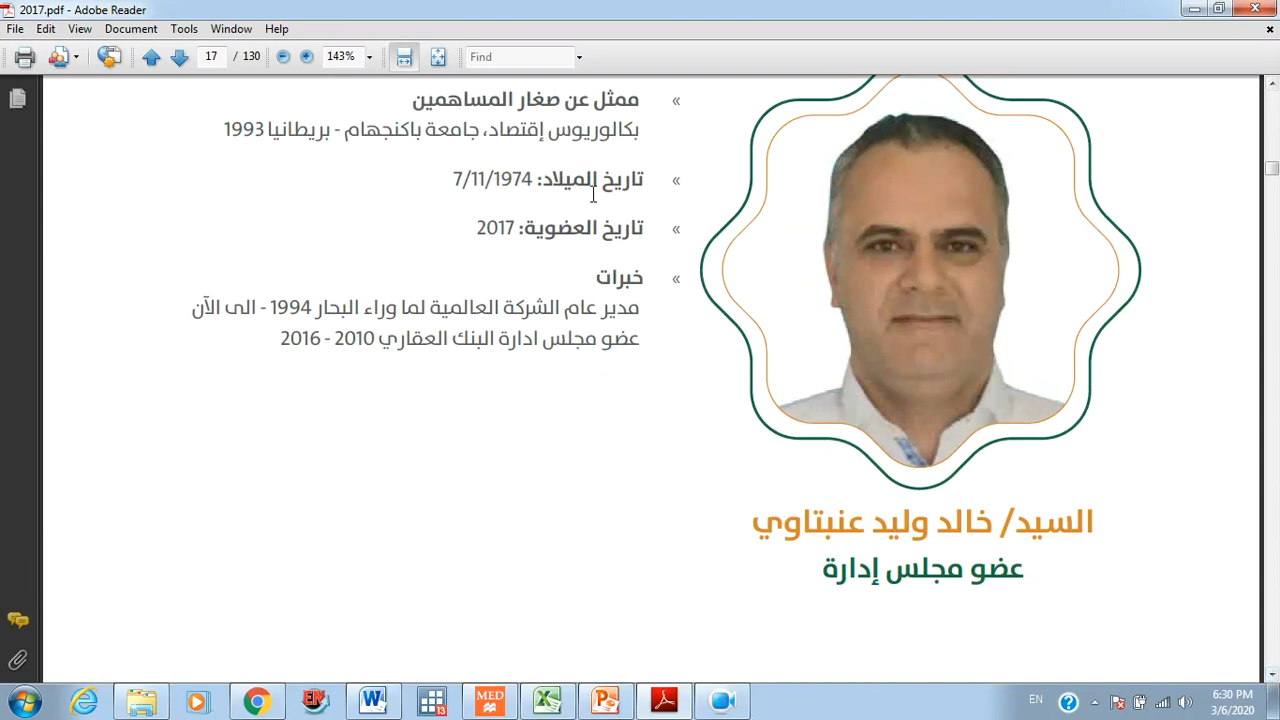 2017.pdf - Adobe Reader
File Edit View Document Tools Window Help
17 / 130 143% Find
» ممثل عن صغار المساهمين
بكالوريوس إقتصاد، جامعة باكنجهام - بريطانيا 1993
» تاريخ الميلاد: 7/11/1974
» تاريخ العضوية: 2017
» خبرات
مدير عام الشركة العالمية لما وراء البحار 1994 - الى الآن
عضو مجلس ادارة البنك العقاري 2010 - 2016
السيد/ خالد وليد عنبتاوي
عضو مجلس إدارة
13 MED EN 6:30 PM
3/6/2020